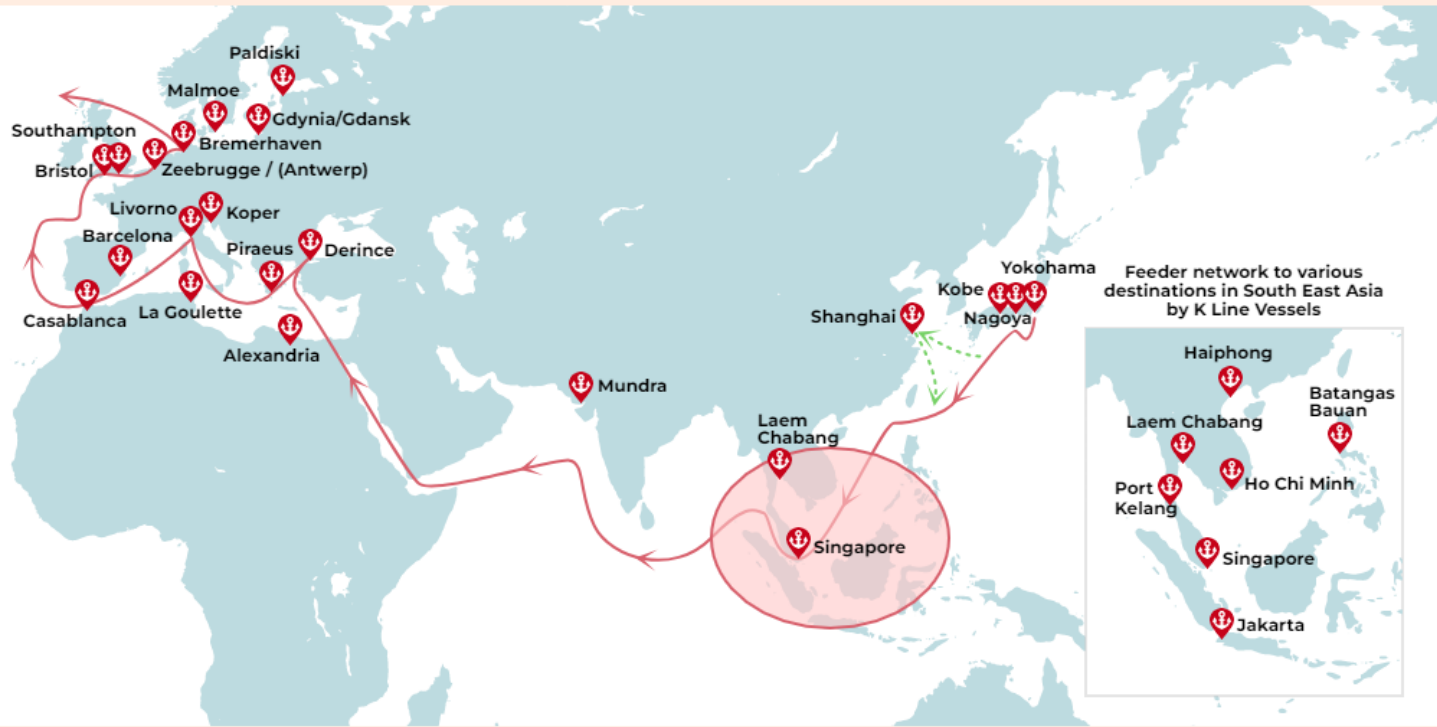 Paldiski
Malmoe
Gdynia/Gdansk
Southampton
Bremerhaven
Bristol
Zeebrugge / (Antwerp)
Livorno
Koper
Barcelona
Piraeus
Derince
Casablanca
La Goulette
Alexandria
Mundra
Shanghai
Yokohama
Kobe
Nagoya
Laem
Chabang
Singapore
Feeder network to various
destinations in South East Asia
by K Line Vessels
Haiphong
Batangas
Bauan
Laem Chabang
Port
Kelang
Ho Chi Minh
Singapore
Jakarta